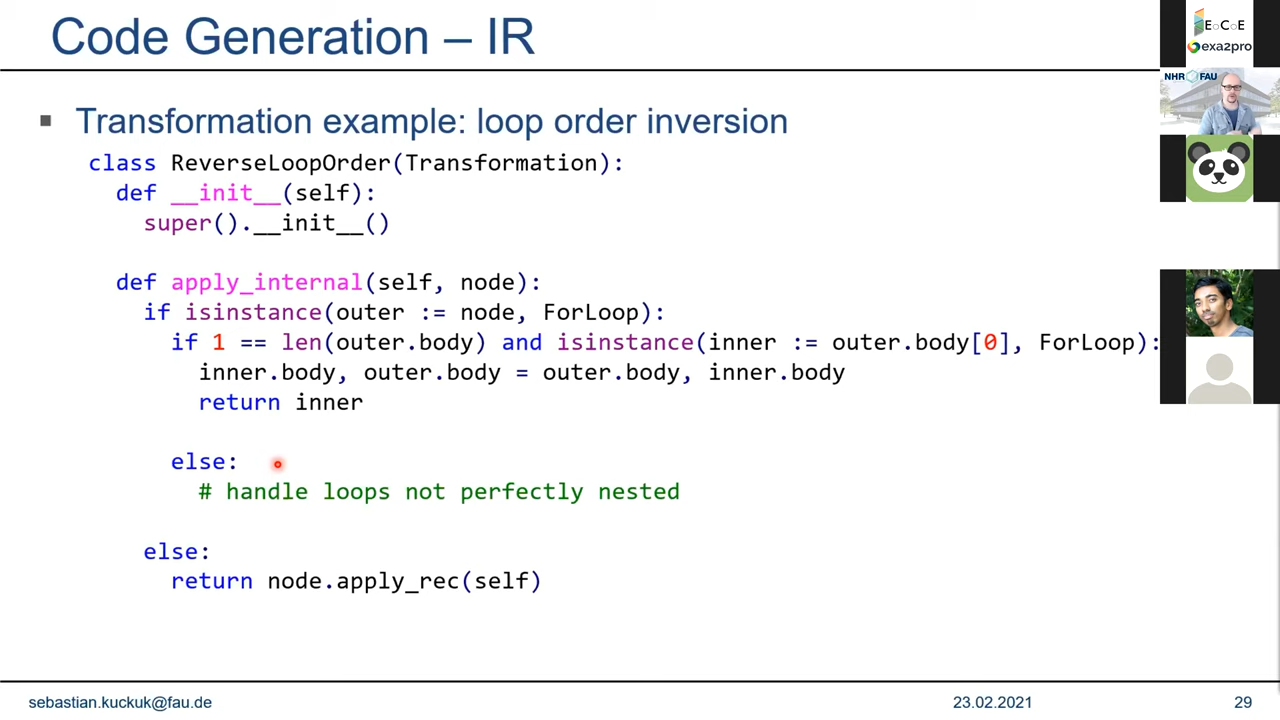 Code Generation – IR
Transformation example: loop order inversion
class ReverseLoopOrder(Transformation):
def __init__(self):
super().__init__()
def apply_internal(self, node):
if isinstance(outer := node, ForLoop):
if 1 == len(outer.body) and isinstance(inner := outer.body[0], ForLoop):
inner.body, outer.body = outer.body, inner.body
return inner
else:
# handle loops not perfectly nested
else:
return node.apply_rec(self)
EoCoE
exa2pro
NHR FAU
sebastian.kuckuk@fau.de 23.02.2021 29